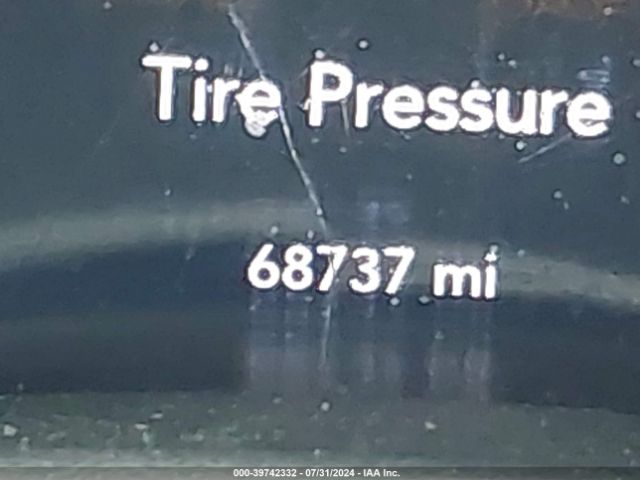 Tire Pressure
68737 mi
000-39742332 - 07/31/2024 - IAA Inc.